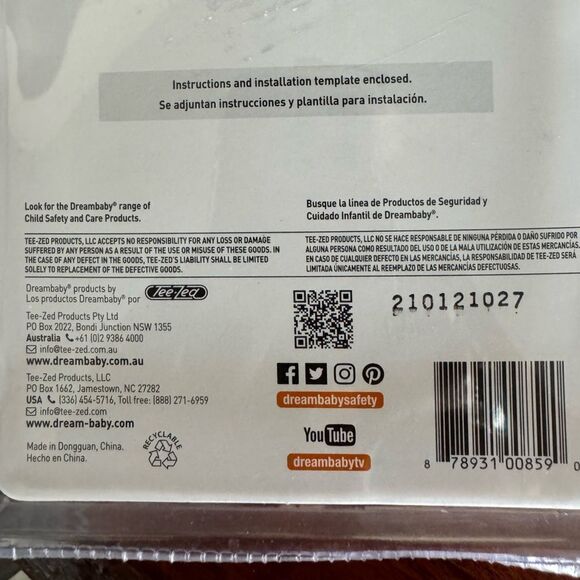 Instructions and installation template enclosed.
Se adjuntan instrucciones y plantilla para instalación.
Look for the Dreambaby® range of
Child Safety and Care Products.
Busque la línea de Productos de Seguridad y
Cuidado Infantil de Dreambaby®.
TEE-ZED PRODUCTS, LLC ACCEPTS NO RESPONSIBILITY FOR ANY LOSS OR DAMAGE
SUFFERED BY ANY PERSON AS A RESULT OF THE USE OR MISUSE OF THESE GOODS. IN
THE CASE OF ANY DEFECT IN THE GOODS, TEE-ZED'S LIABILITY SHALL BE LIMITED
SOLELY TO REPLACEMENT OF THE DEFECTIVE GOODS.
TEE-ZED PRODUCTS, LLC NO SE HACE RESPONSABLE DE NINGUNA PÉRDIDA O DAÑO SUFRIDO POR
ALGUNA PERSONA COMO RESULTADO DEL USO O DE LA MALA UTILIZACIÓN DE ESTAS MERCANCÍAS.
EN CASO DE CUALQUIER DEFECTO EN LAS MERCANCÍAS, LA RESPONSABILIDAD DE TEE-ZED SERÁ
LIMITADA ÚNICAMENTE AL REEMPLAZO DE LAS MERCANCÍAS DEFECTUOSAS.
Dreambaby® products by
Los productos Dreambaby® por
Tee-Zed
Tee-Zed Products Pty Ltd
PO Box 2022, Bondi Junction NSW 1355
Australia +61 (0)2 9386 4000
info@tee-zed.com.au
www.dreambaby.com.au
Tee-Zed Products, LLC
PO Box 1662, Jamestown, NC 27282
USA (336) 454-5716, Toll free: (888) 271-6959
info@tee-zed.com
www.dream-baby.com
Made in Dongguan, China.
Hecho en China.
RECYCLABLE
210121027
dreambabysafety
YouTube
dreambabytv
8 78931 00859 0